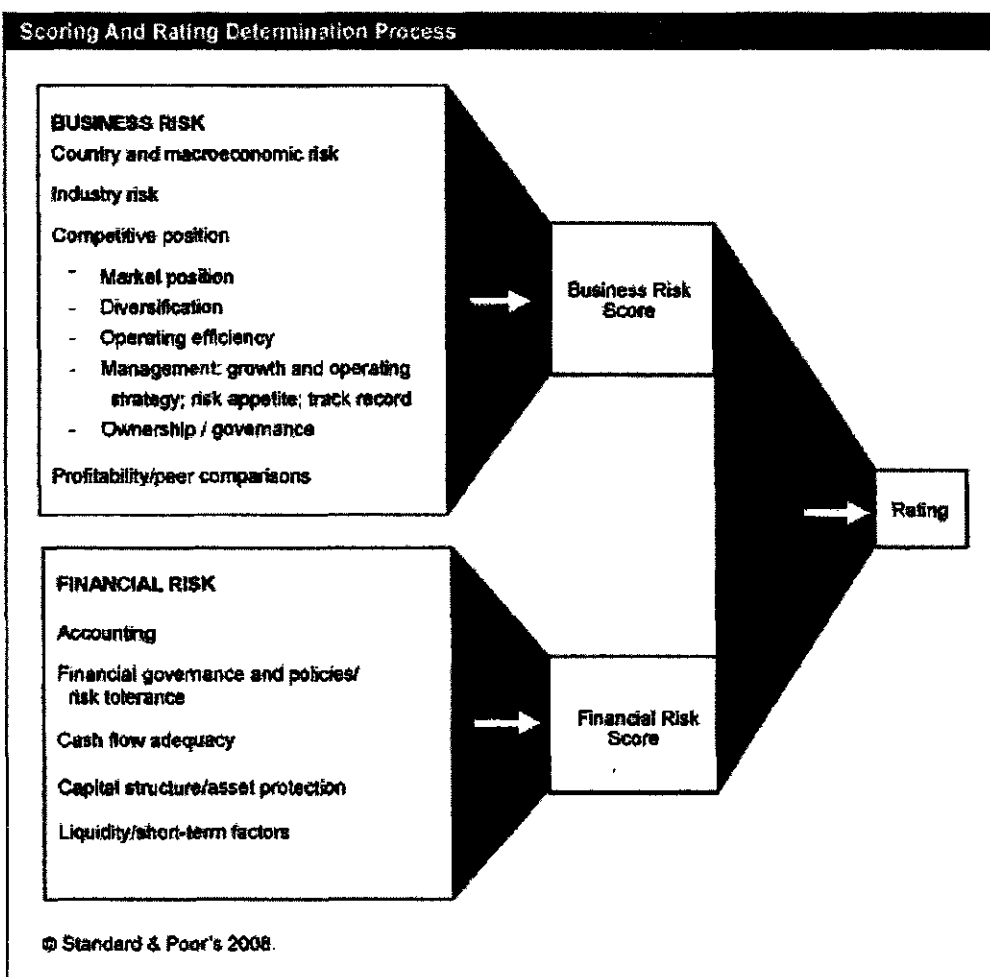 Scoring And Rating Determination Process
BUSINESS RISK
Country and macroeconomic risk
Industry risk
Competitive position
- Market position
- Diversification
- Operating efficiency
- Management: growth and operating
strategy; risk appetite; track record
- Ownership / governance
Profitability/peer comparisons
Business Risk
Score
Rating
FINANCIAL RISK
Accounting
Financial governance and policies/
risk tolerance
Cash flow adequacy
Capital structure/asset protection
Liquidity/short-term factors
Financial Risk
Score
© Standard & Poor's 2008.